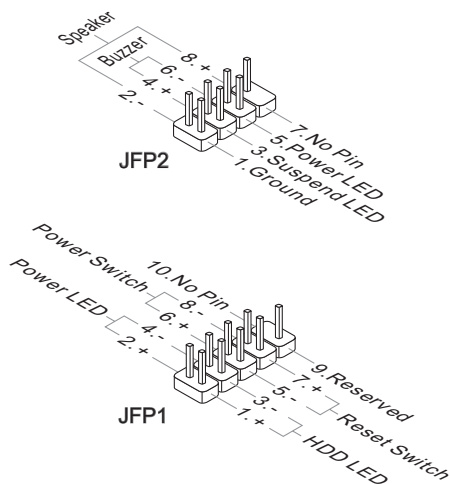 Speaker
Buzzer
8.+
6.-
4.+
2.-
7.No Pin
5.Power LED
3.Suspend LED
1.Ground
JFP2
Power Switch
Power LED
10.No Pin
8.-
6.+
4.-
2.+
9.Reserved
7.+
5.-
3.-
1.+
Reset Switch
HDD LED
JFP1